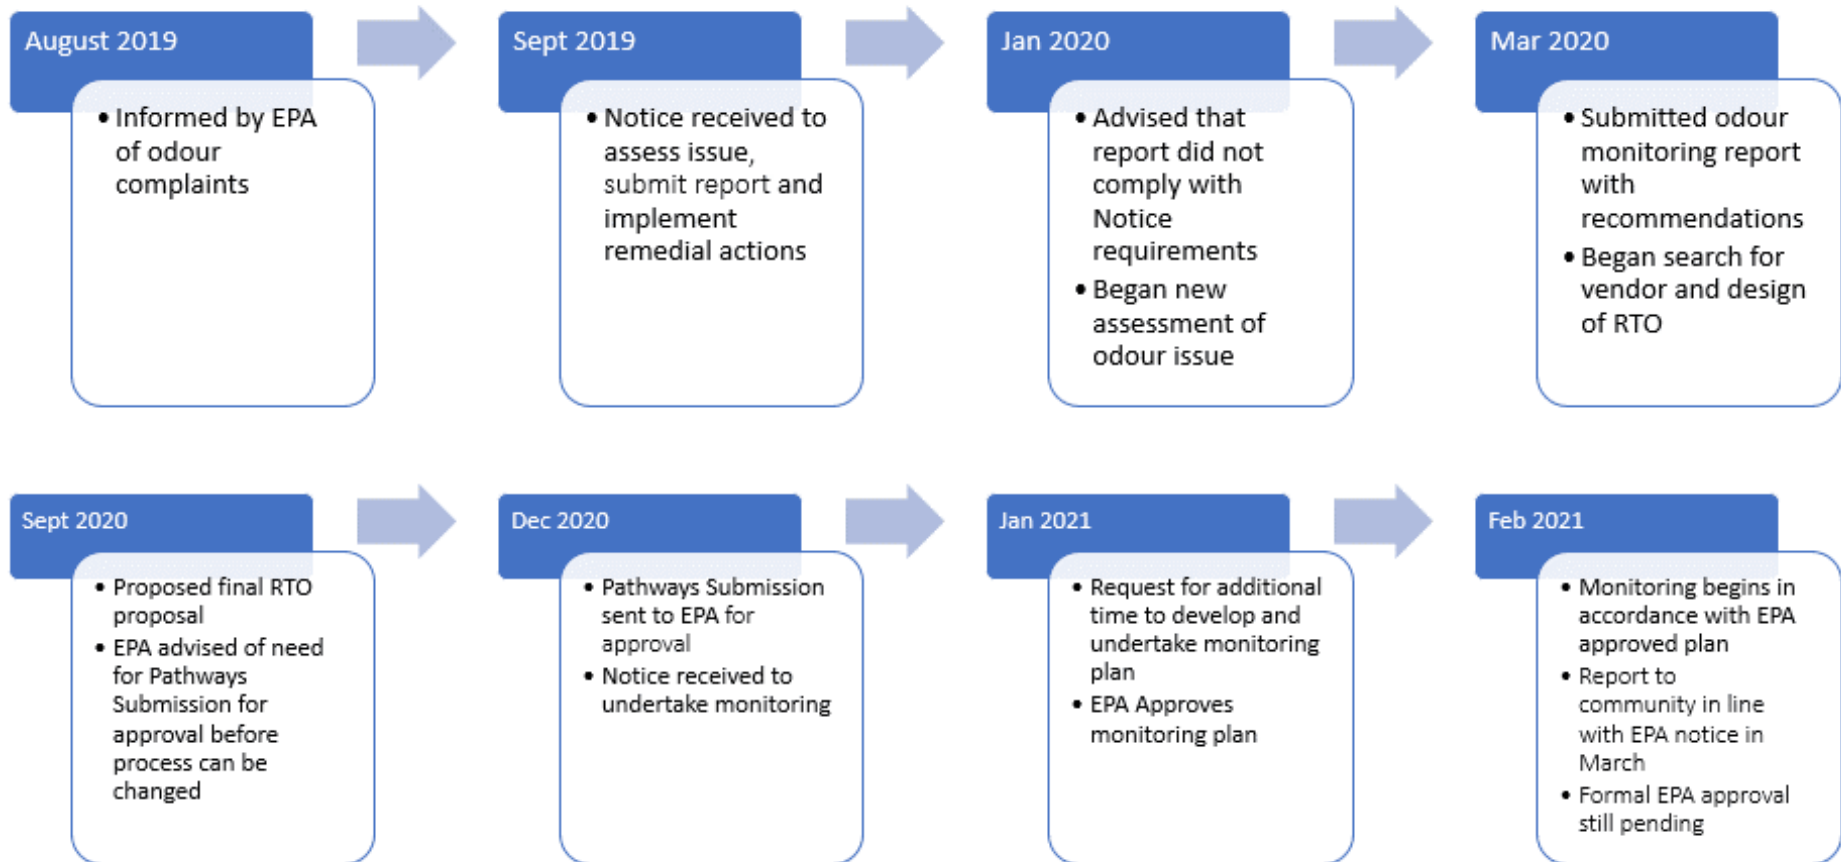 August 2019
• Informed by EPA
of odour
complaints
Sept 2019
• Notice received to
assess issue,
submit report and
implement
remedial actions
Jan 2020
• Advised that
report did not
comply with
Notice
requirements
• Began new
assessment of
odour issue
Mar 2020
• Submitted odour
monitoring report
with
recommendations
• Began search for
vendor and design
of RTO
Sept 2020
• Proposed final RTO
proposal
• EPA advised of need
for Pathways
Submission for
approval before
process can be
changed
Dec 2020
• Pathways Submission
sent to EPA for
approval
• Notice received to
undertake monitoring
Jan 2021
• Request for additional
time to develop and
undertake monitoring
plan
• EPA Approves
monitoring plan
Feb 2021
• Monitoring begins in
accordance with EPA
approved plan
• Report to
community in line
with EPA notice in
March
• Formal EPA approval
still pending